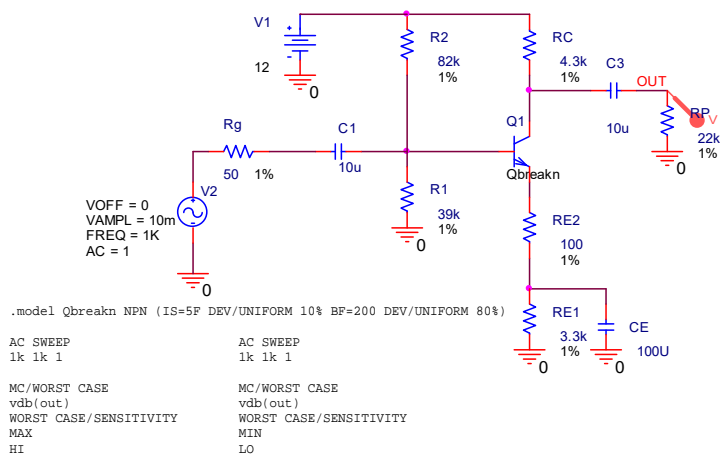 V1
12
0
R2
82k
1%
RC
4.3k
1%
C3
10u
OUT
RP
V
22k
1%
0
Rg
50
1%
C1
10u
Q1
Qbreakn
V2
VOFF = 0
VAMPL = 10m
FREQ = 1K
AC = 1
0
R1
39k
1%
0
RE2
100
1%
RE1
3.3k
1%
0
CE
100U
0
.model Qbreakn NPN (IS=5F DEV/UNIFORM 10% BF=200 DEV/UNIFORM 80%)
AC SWEEP
1k 1k 1
MC/WORST CASE
vdb(out)
WORST CASE/SENSITIVITY
MAX
HI
AC SWEEP
1k 1k 1
MC/WORST CASE
vdb(out)
WORST CASE/SENSITIVITY
MIN
LO